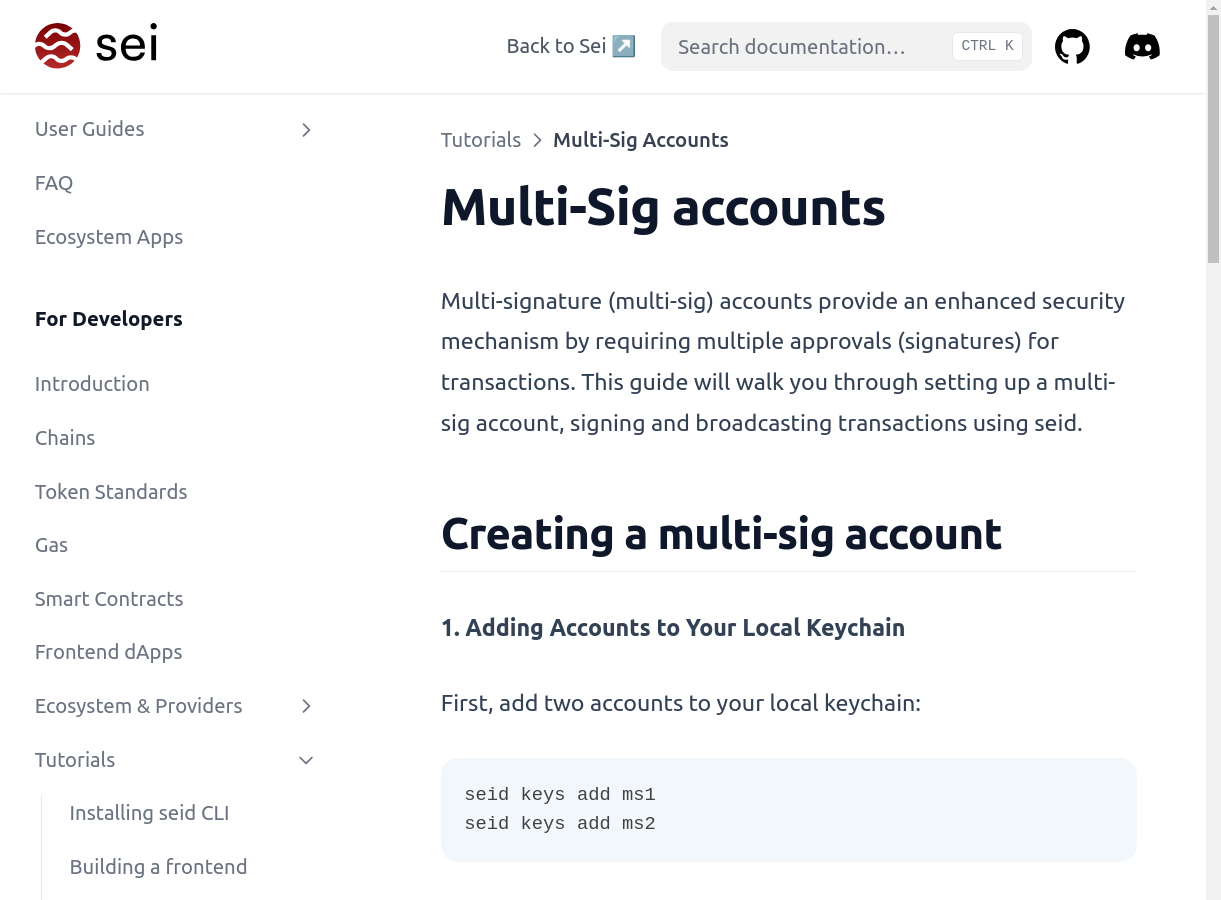 sei
Back to Sei ↗
Search documentation…
CTRL K
User Guides
FAQ
Ecosystem Apps
For Developers
Introduction
Chains
Token Standards
Gas
Smart Contracts
Frontend dApps
Ecosystem & Providers
Tutorials
Installing seid CLI
Building a frontend
Tutorials > Multi-Sig Accounts
Multi-Sig accounts
Multi-signature (multi-sig) accounts provide an enhanced security
mechanism by requiring multiple approvals (signatures) for
transactions. This guide will walk you through setting up a multi-
sig account, signing and broadcasting transactions using seid.
Creating a multi-sig account
1. Adding Accounts to Your Local Keychain
First, add two accounts to your local keychain:
seid keys add ms1
seid keys add ms2